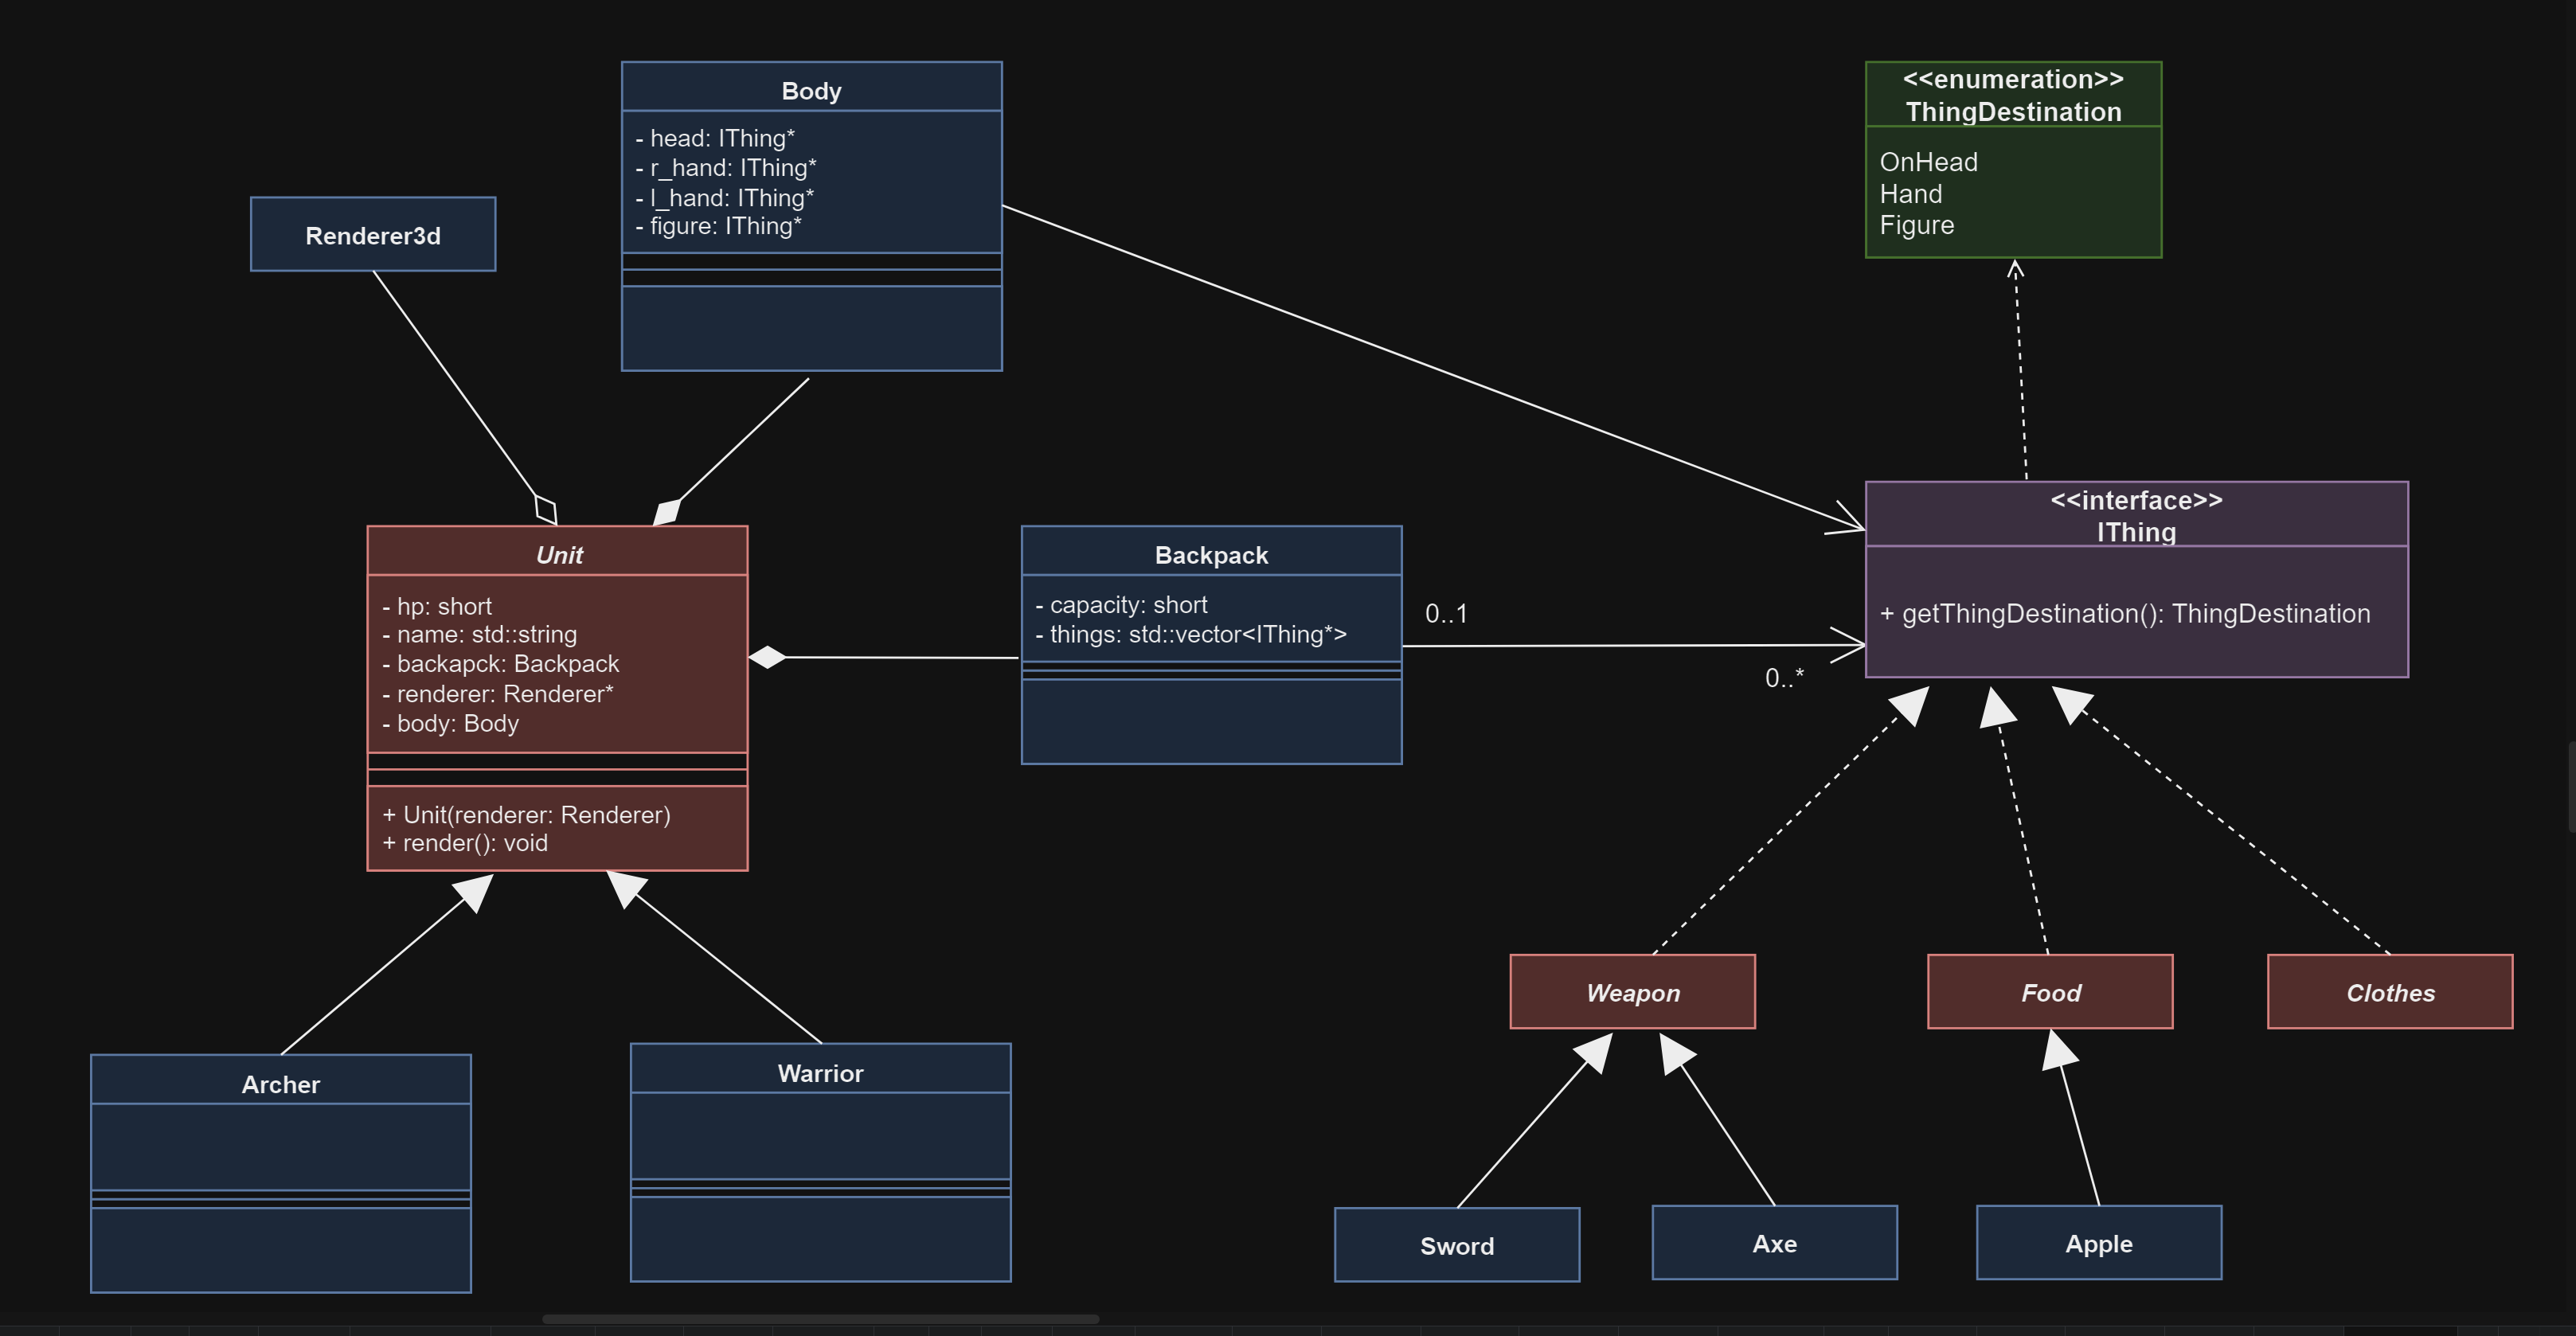 Body
- head: IThing*
- r_hand: IThing*
- l_hand: IThing*
- figure: IThing*
<<enumeration>>
ThingDestination
OnHead
Hand
Figure
Renderer3d
<<interface>>
IThing
+ getThingDestination(): ThingDestination
Unit
- hp: short
- name: std::string
- backapck: Backpack
- renderer: Renderer*
- body: Body
+ Unit(renderer: Renderer)
+ render(): void
Backpack
- capacity: short
- things: std::vector<IThing*>
0..1
0..*
Weapon
Food
Clothes
Archer
Warrior
Sword
Axe
Apple